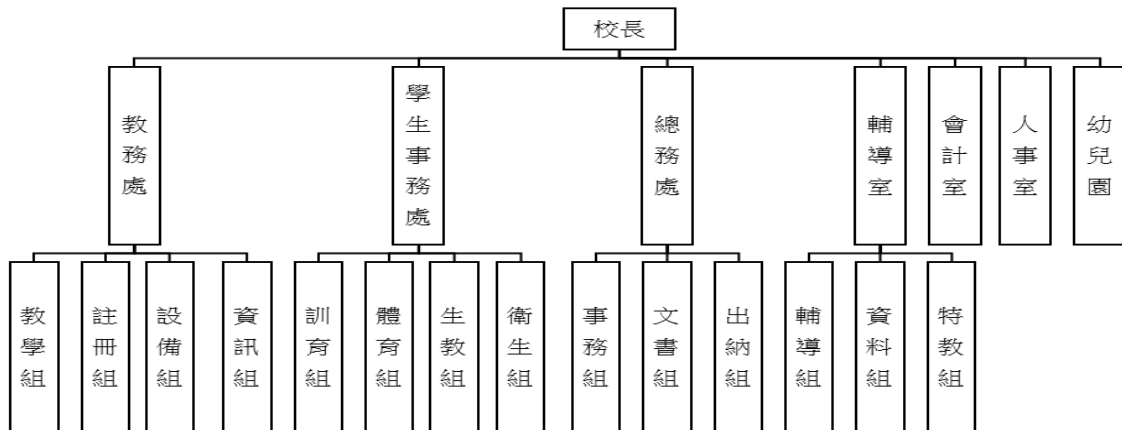 校長
教務處
學生事務處
總務處
輔導室
會計室
人事室
幼兒園
教學組
註冊組
設備組
資訊組
訓育組
體育組
生教組
衛生組
事務組
文書組
出納組
輔導組
資料組
特教組